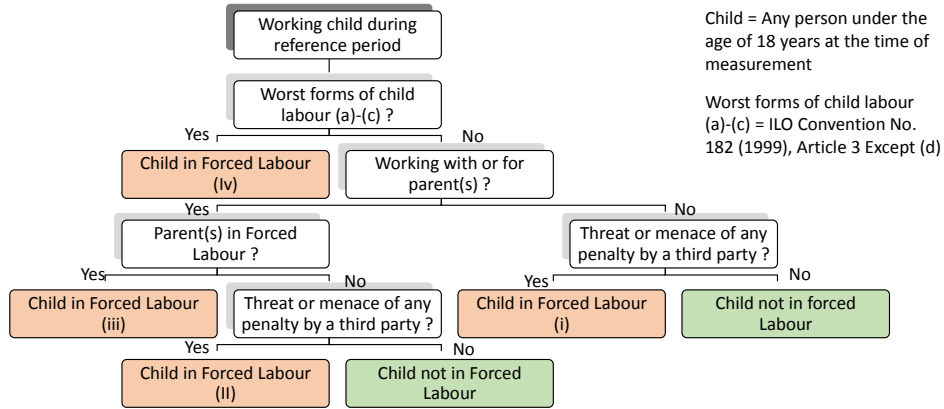 Working child during
reference period
Child = Any person under the
age of 18 years at the time of
measurement
Worst forms of child labour
(a)-(c) = ILO Convention No.
182 (1999), Article 3 Except (d)
Worst forms of child
labour (a)-(c) ?
Yes
No
Child in Forced Labour
(Iv)
Working with or for
parent(s) ?
Yes
No
Parent(s) in Forced
Labour ?
Threat or menace of any
penalty by a third party ?
Yes
No
Yes
No
Child in Forced Labour
(iii)
Threat or menace of any
penalty by a third party ?
Child in Forced Labour
(i)
Child not in forced
Labour
Yes
No
Child in Forced Labour
(II)
Child not in Forced
Labour